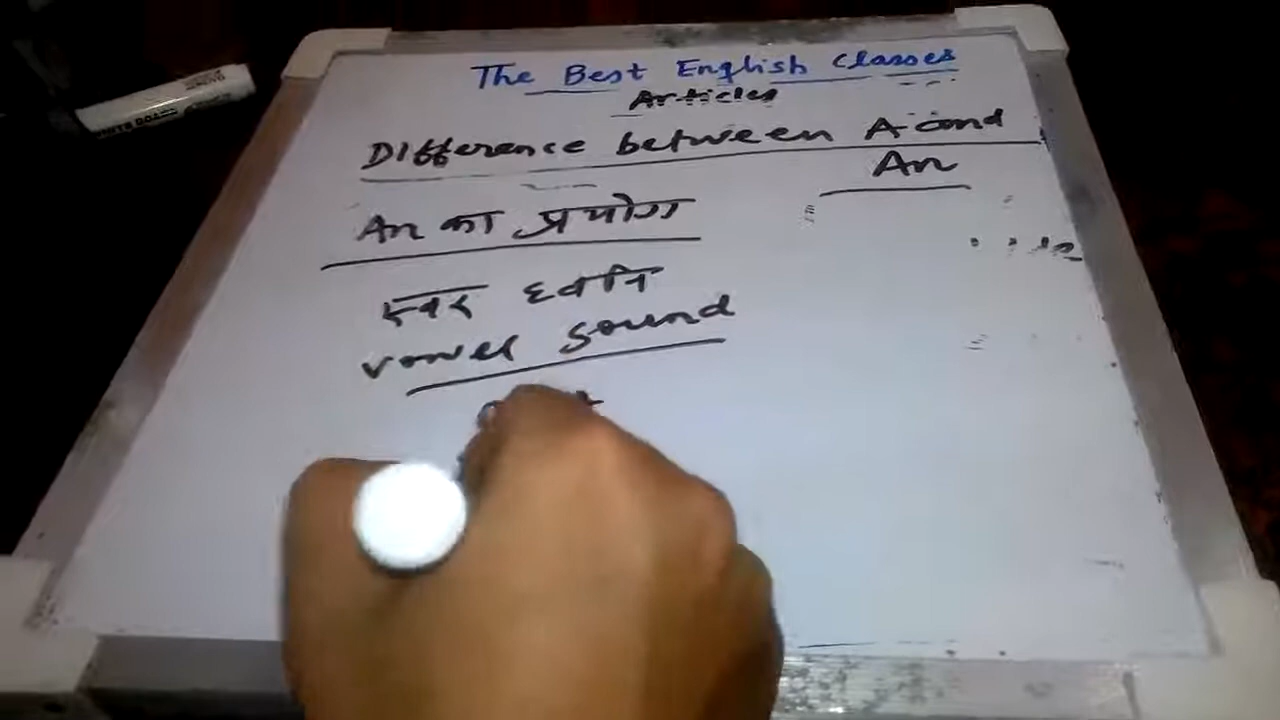 The Best English Classes
Articles
Difference between A and
An
An का प्रयोग
स्वर ध्वनि
vowel sound